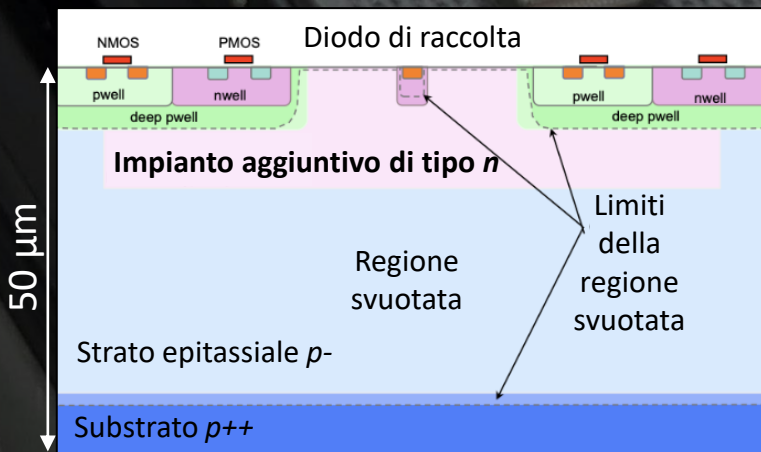 Diodo di raccolta
NMOS
PMOS
pwell
nwell
deep pwell
pwell
nwell
deep pwell
Impianto aggiuntivo di tipo n
Limiti
della
regione
svuotata
Regione
svuotata
50 μm
Strato epitassiale p-
Substrato p++